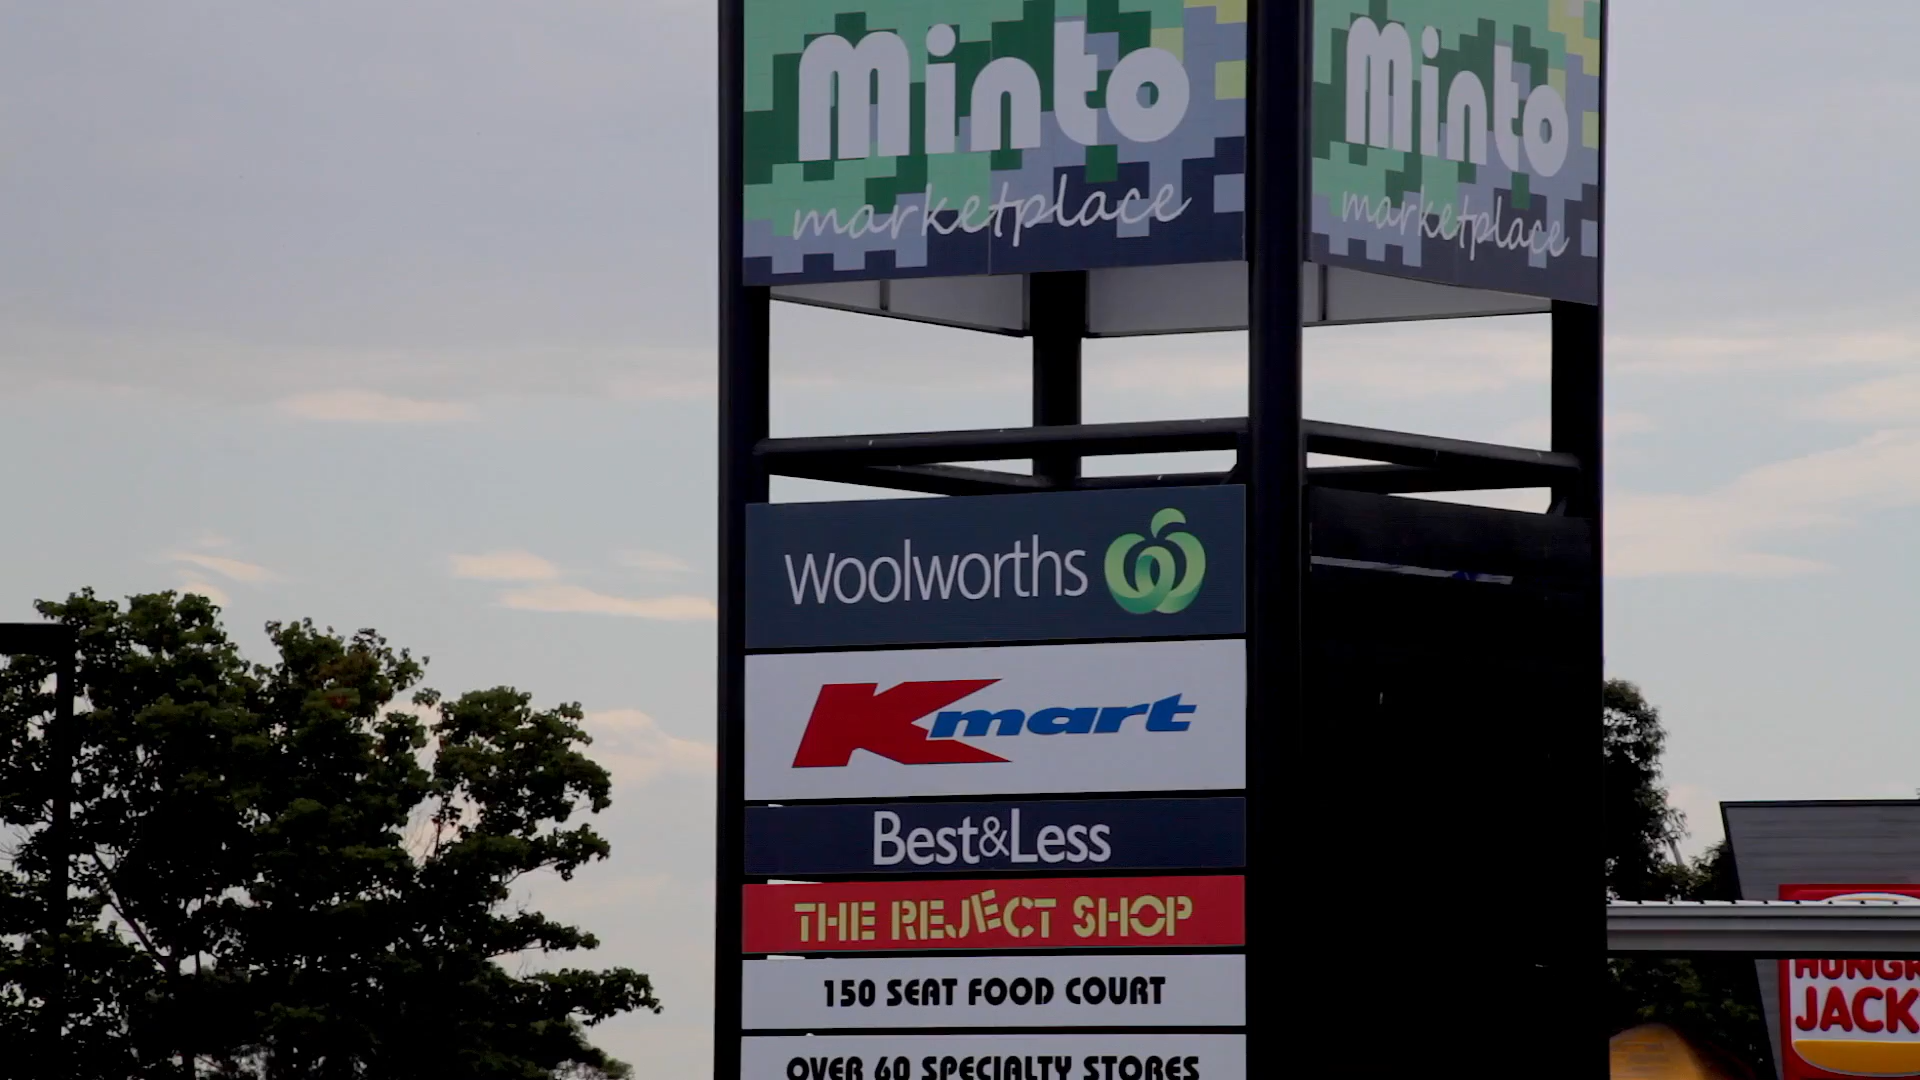 Minto
marketplace
Minto
marketplace
Woolworths
Kmart
Best&Less
THE REJECT SHOP
150 SEAT FOOD COURT
OVER 60 SPECIALTY STORES
HUNGR
JACK